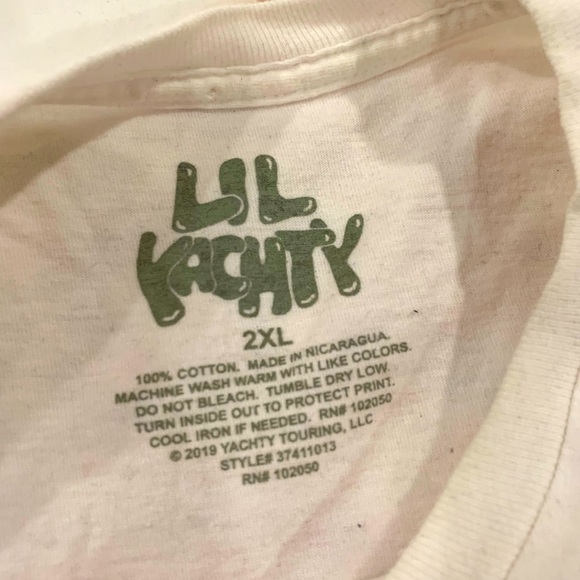 LIL
YACHTY
2XL
100% COTTON. MADE IN NICARAGUA.
MACHINE WASH WARM WITH LIKE COLORS.
DO NOT BLEACH. TUMBLE DRY LOW.
TURN INSIDE OUT TO PROTECT PRINT.
COOL IRON IF NEEDED. RN# 102050
© 2019 YACHTY TOURING, LLC
STYLE# 37411013
RN# 102050